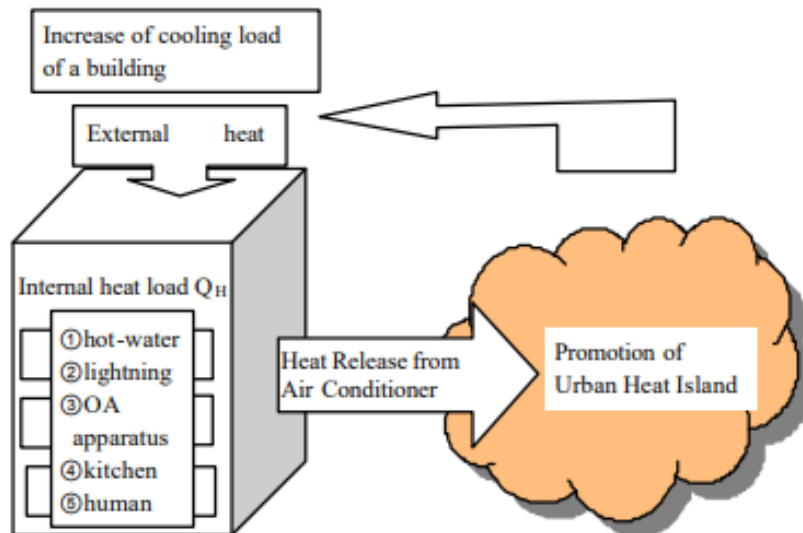 Increase of cooling load
of a building
External heat
Internal heat load QH
①hot-water
②lightning
③OA
apparatus
④kitchen
⑤human
Heat Release from
Air Conditioner
Promotion of
Urban Heat Island